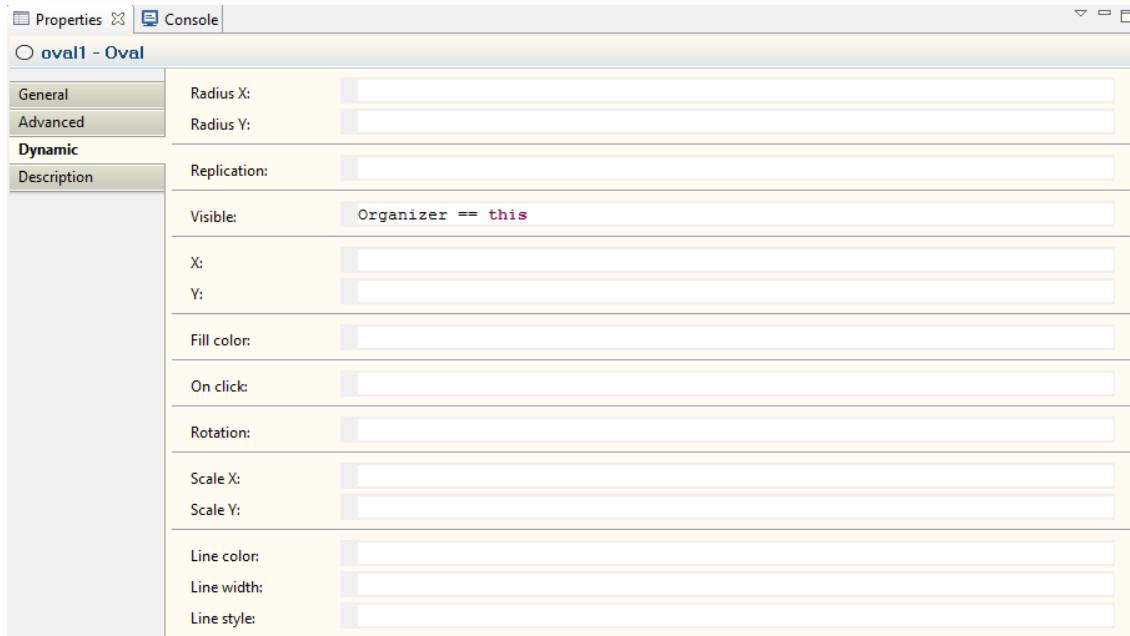 Properties Console
oval1 - Oval
General
Advanced
Dynamic
Description
Radius X:
Radius Y:
Replication:
Visible: Organizer == this
X:
Y:
Fill color:
On click:
Rotation:
Scale X:
Scale Y:
Line color:
Line width:
Line style: